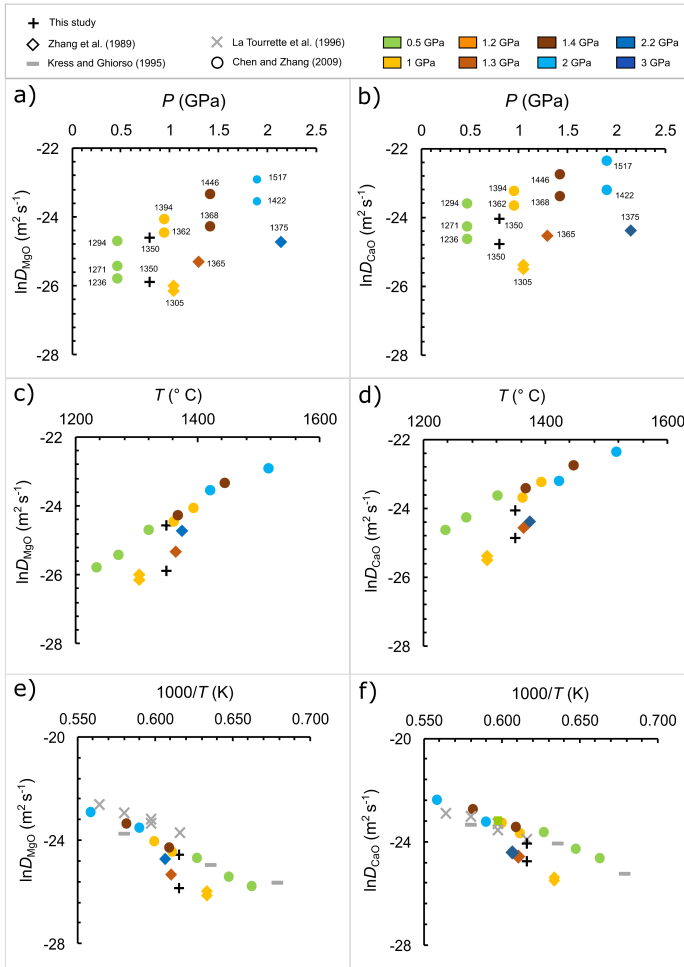 This study
Zhang et al. (1989)
Kress and Ghiorso (1995)
La Tourrette et al. (1996)
Chen and Zhang (2009)
0.5 GPa
1.2 GPa
1.4 GPa
2.2 GPa
1 GPa
1.3 GPa
2 GPa
3 GPa
a)
P (GPa)
0 0.5 1 1.5 2 2.5
-22
-24
-26
-28
lnD_MgO (m² s⁻¹)
1517
1446
1422
1394
1368
1375
1294
1362
1350
1365
1271
1350
1236
1305
b)
P (GPa)
0 0.5 1 1.5 2 2.5
-22
-24
-26
-28
lnD_CaO (m² s⁻¹)
1517
1446
1394
1422
1294
1362
1368
1350
1375
1271
1365
1236
1350
1305
c)
T (° C)
1200 1400 1600
-22
-24
-26
-28
lnD_MgO (m² s⁻¹)
d)
T (° C)
1200 1400 1600
-22
-24
-26
-28
lnD_CaO (m² s⁻¹)
e)
1000/T (K)
0.550 0.600 0.650 0.700
-20
-24
-28
lnD_MgO (m² s⁻¹)
f)
1000/T (K)
0.550 0.600 0.650 0.700
-20
-24
-28
lnD_CaO (m² s⁻¹)